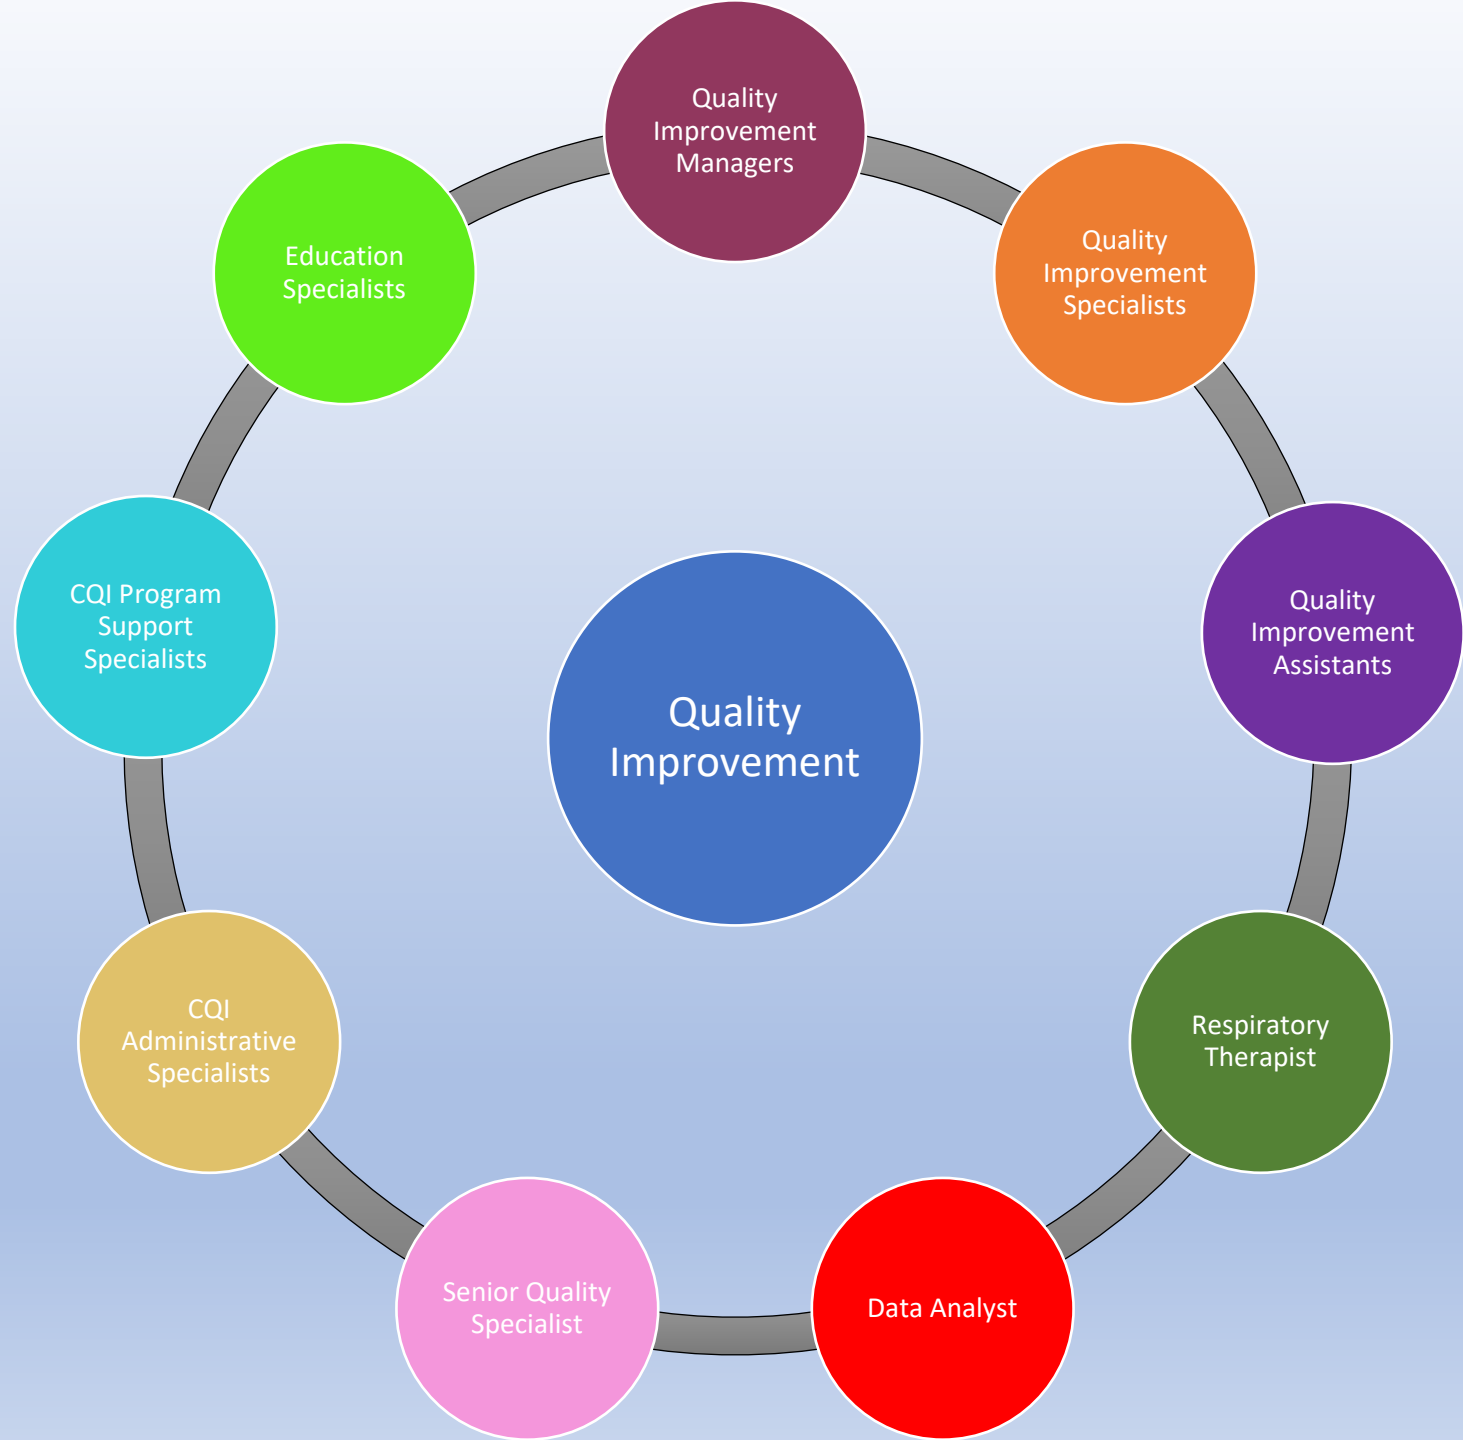 Quality
Improvement
Managers
Quality
Improvement
Specialists
Quality
Improvement
Assistants
Respiratory
Therapist
Data Analyst
Senior Quality
Specialist
CQI
Administrative
Specialists
CQI Program
Support
Specialists
Education
Specialists
Quality
Improvement